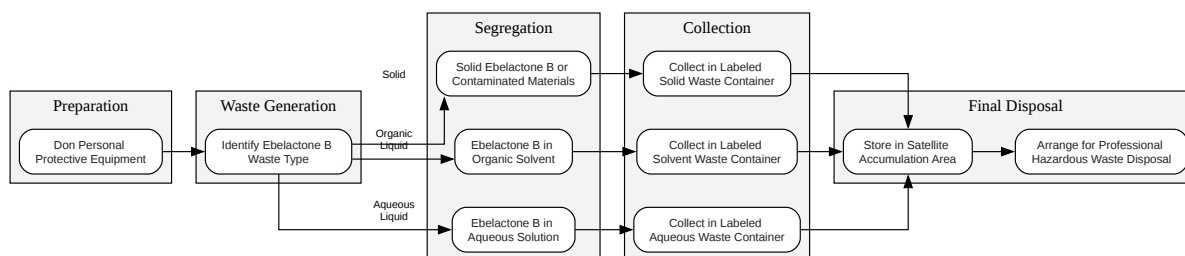 Preparation
Don Personal
Protective Equipment
Waste Generation
Identify Ebelactone B
Waste Type
Solid
Organic
Liquid
Aqueous
Liquid
Segregation
Solid Ebelactone B or
Contaminated Materials
Ebelactone B in
Organic Solvent
Ebelactone B in
Aqueous Solution
Collection
Collect in Labeled
Solid Waste Container
Collect in Labeled
Solvent Waste Container
Collect in Labeled
Aqueous Waste Container
Final Disposal
Store in Satellite
Accumulation Area
Arrange for Professional
Hazardous Waste Disposal